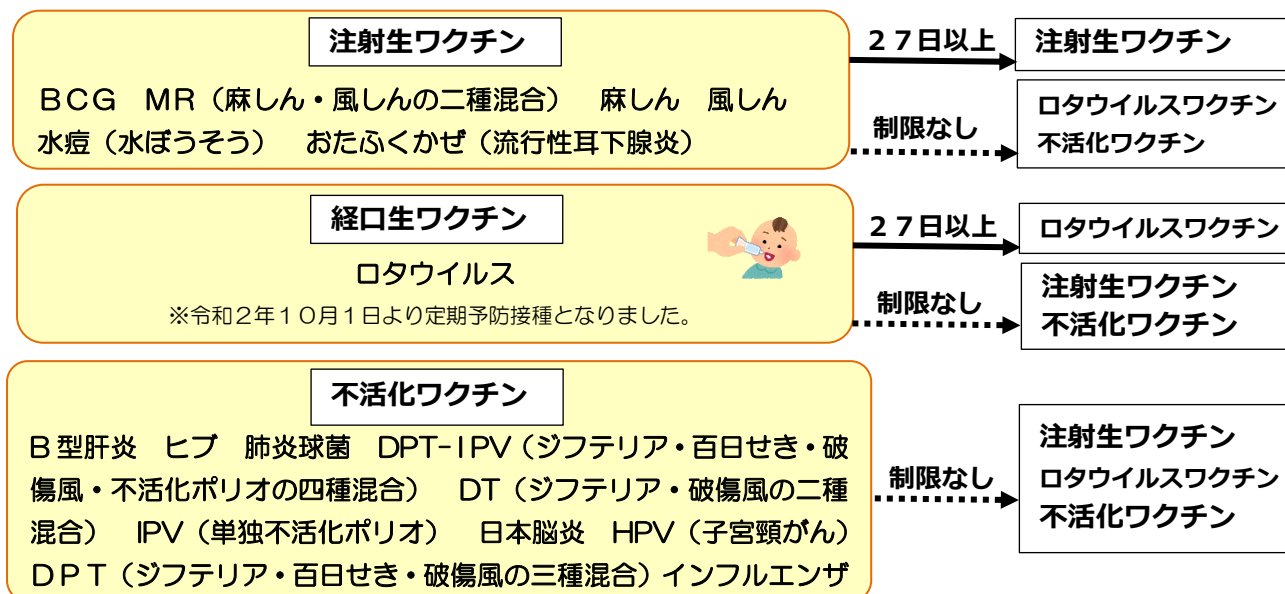 注射生ワクチン
BCG MR（麻しん・風しんの二種混合） 麻しん 風しん
水痘（水ぼうそう） おたふくかぜ（流行性耳下腺炎）
２７日以上
注射生ワクチン
制限なし
ロタウイルスワクチン
不活化ワクチン
経口生ワクチン
ロタウイルス
※令和２年１０月１日より定期予防接種となりました。
２７日以上
ロタウイルスワクチン
制限なし
注射生ワクチン
不活化ワクチン
不活化ワクチン
B型肝炎 ヒブ 肺炎球菌 DPT-IPV（ジフテリア・百日せき・破
傷風・不活化ポリオの四種混合） DT（ジフテリア・破傷風の二種
混合） IPV（単独不活化ポリオ） 日本脳炎 HPV（子宮頸がん）
ＤＰＴ（ジフテリア・百日せき・破傷風の三種混合）インフルエンザ
制限なし
注射生ワクチン
ロタウイルスワクチン
不活化ワクチン